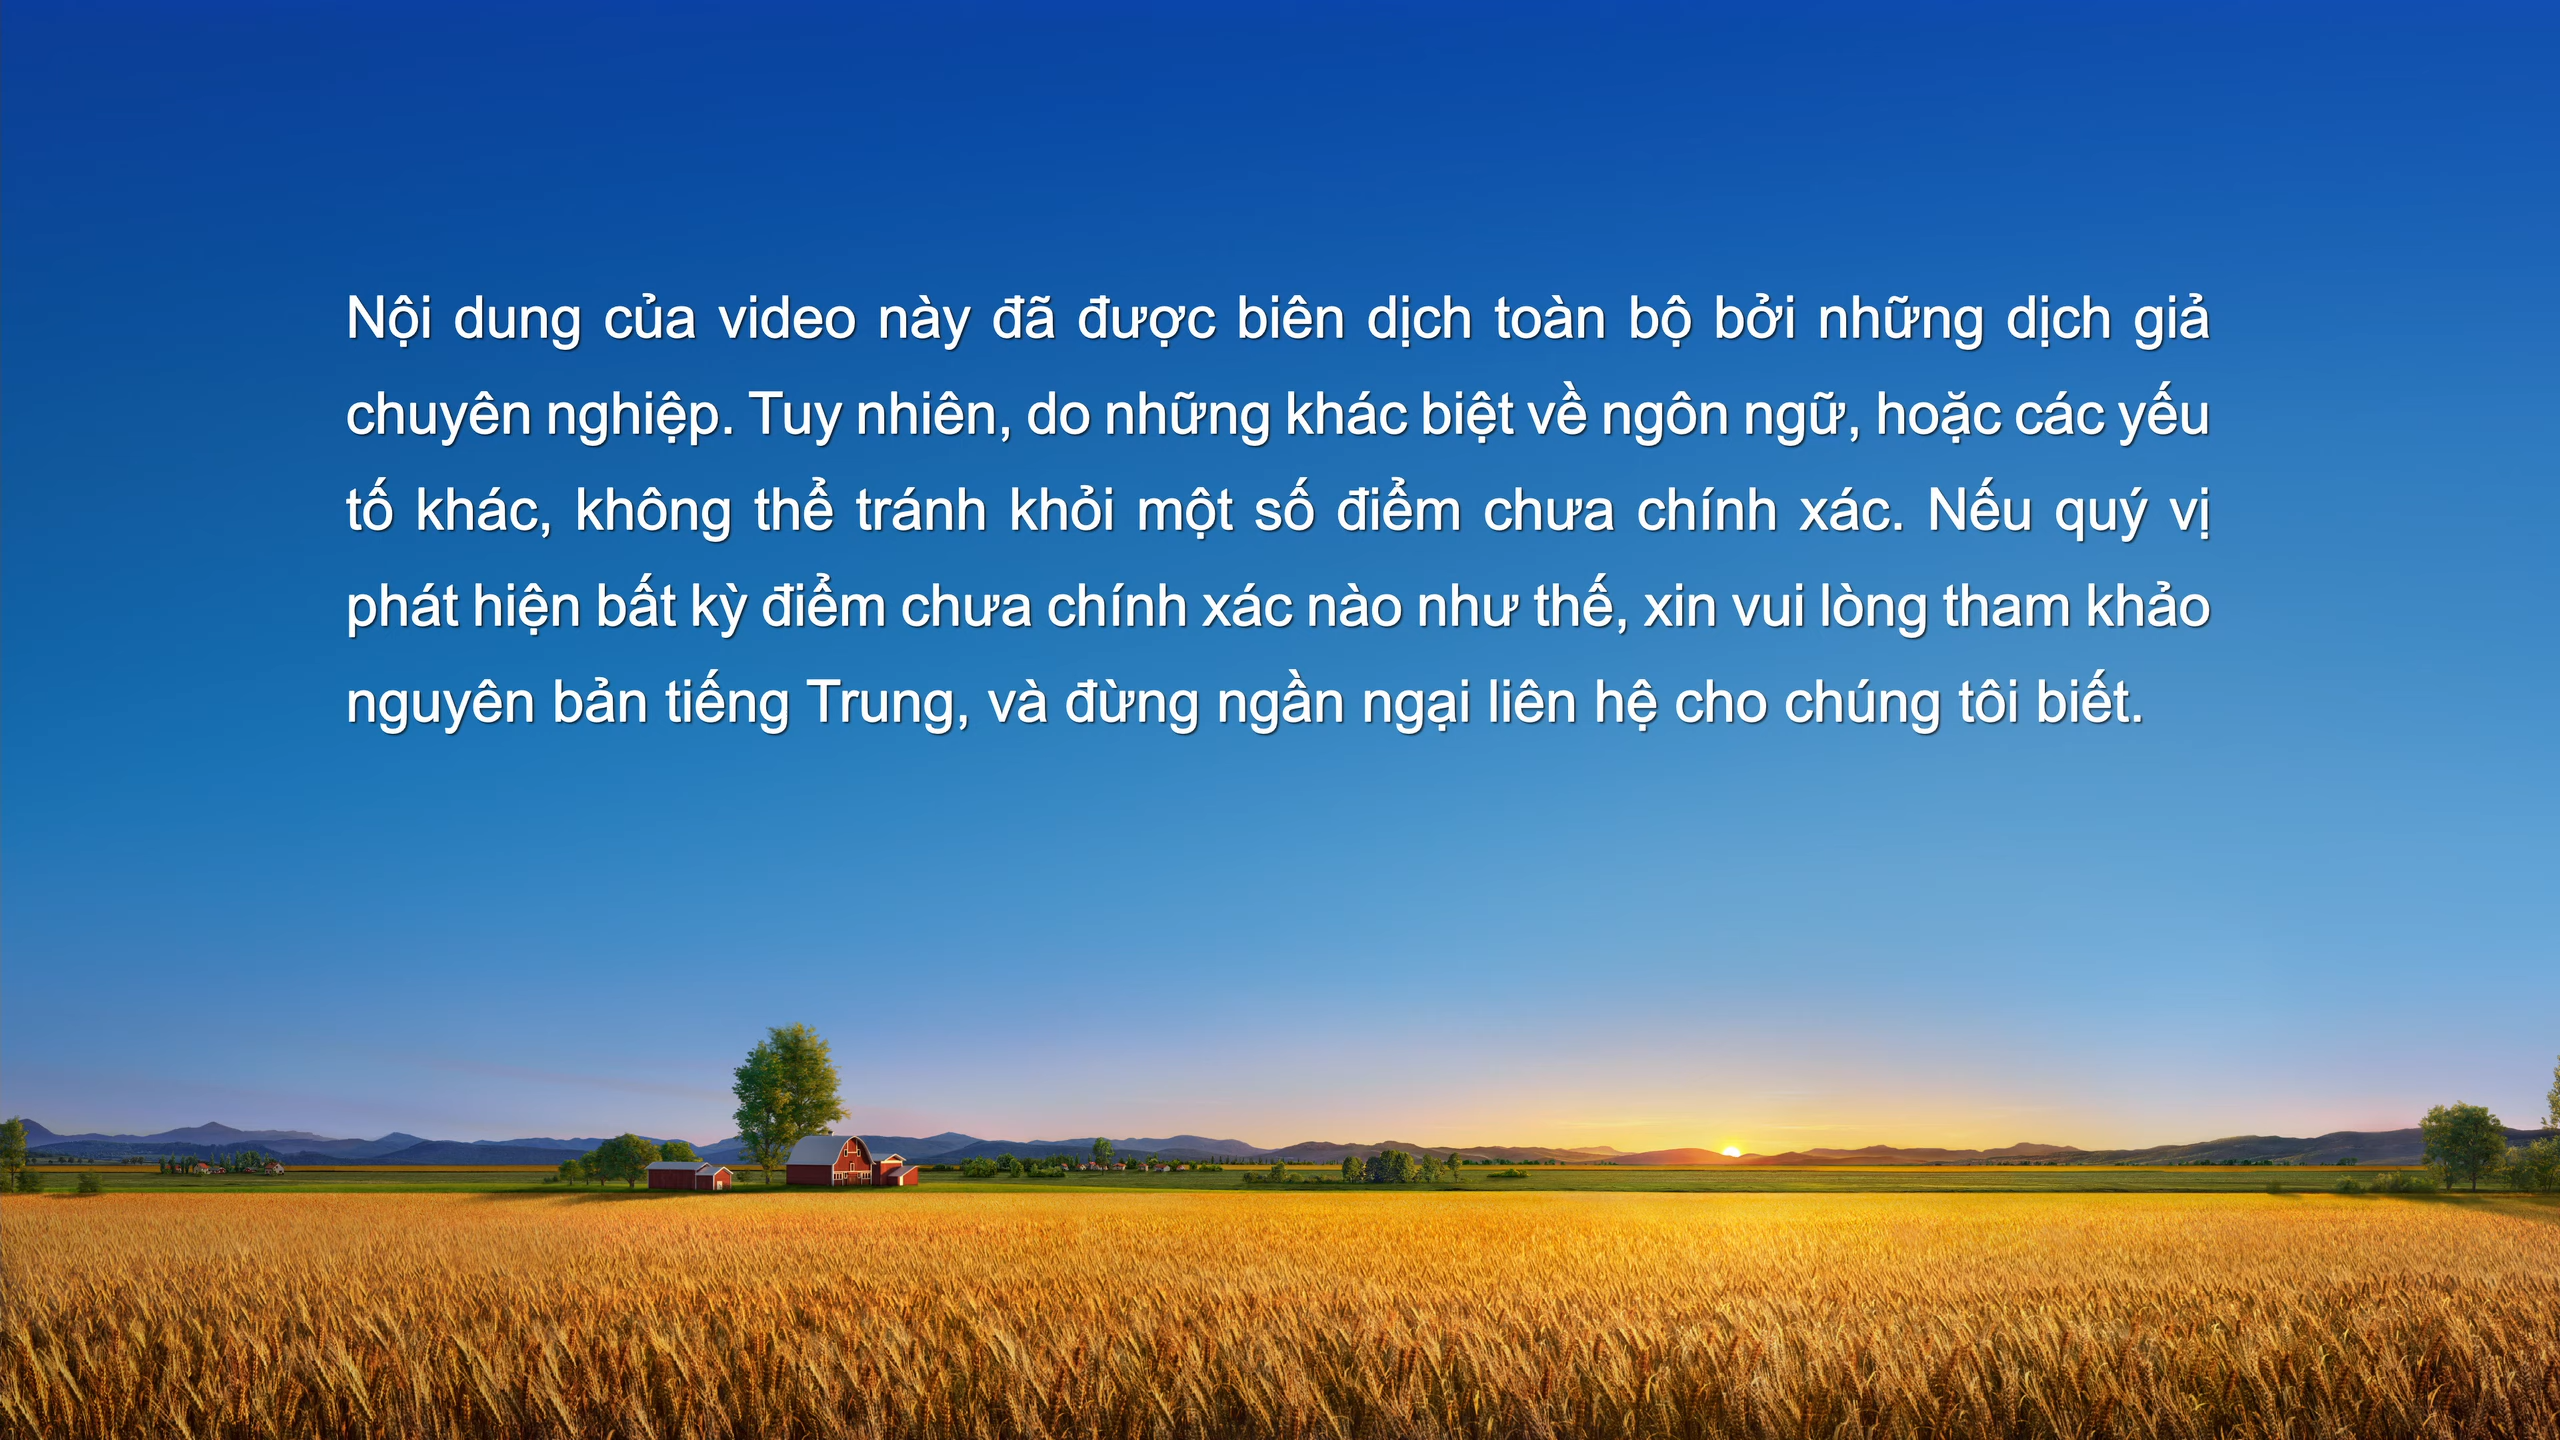 Nội dung của video này đã được biên dịch toàn bộ bởi những dịch giả
chuyên nghiệp. Tuy nhiên, do những khác biệt về ngôn ngữ, hoặc các yếu
tố khác, không thể tránh khỏi một số điểm chưa chính xác. Nếu quý vị
phát hiện bất kỳ điểm chưa chính xác nào như thế, xin vui lòng tham khảo
nguyên bản tiếng Trung, và đừng ngần ngại liên hệ cho chúng tôi biết.